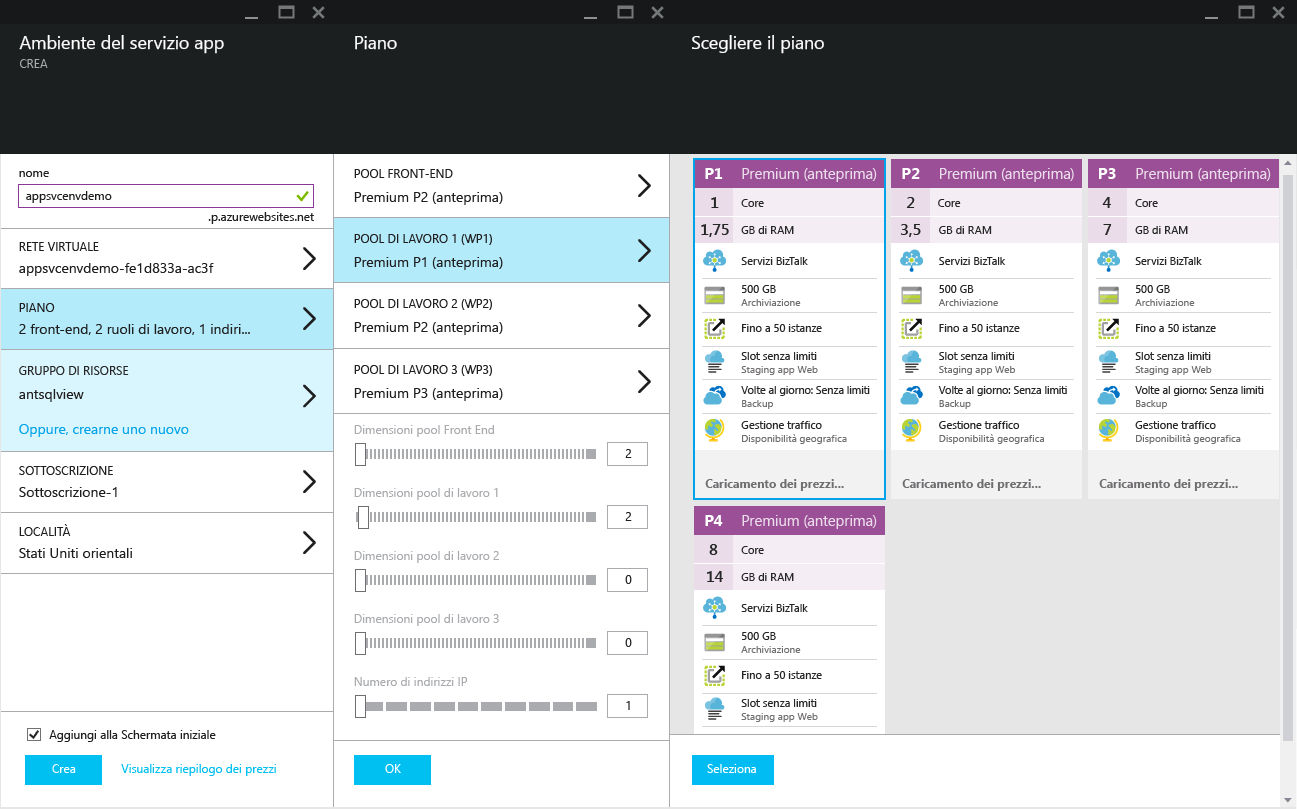 Ambiente del servizio app
CREA
nome
appsvcenvdemo
.p.azurewebsites.net
RETE VIRTUALE
appsvcenvdemo-fe1d833a-ac3f
PIANO
2 front-end, 2 ruoli di lavoro, 1 indiri...
GRUPPO DI RISORSE
antsqlview
Oppure, crearne uno nuovo
SOTTOSCRIZIONE
Sottoscrizione-1
LOCALITÀ
Stati Uniti orientali
Aggiungi alla Schermata iniziale
Crea Visualizza riepilogo dei prezzi
Piano
POOL FRONT-END
Premium P2 (anteprima)
POOL DI LAVORO 1 (WP1)
Premium P1 (anteprima)
POOL DI LAVORO 2 (WP2)
Premium P2 (anteprima)
POOL DI LAVORO 3 (WP3)
Premium P3 (anteprima)
Dimensioni pool Front End
2
Dimensioni pool di lavoro 1
2
Dimensioni pool di lavoro 2
0
Dimensioni pool di lavoro 3
0
Numero di indirizzi IP
1
OK
Scegliere il piano
P1 Premium (anteprima)
1 Core
1,75 GB di RAM
Servizi BizTalk
500 GB
Archiviazione
Fino a 50 istanze
Slot senza limiti
Staging app Web
Volte al giorno: Senza limiti
Backup
Gestione traffico
Disponibilità geografica
Caricamento dei prezzi...
P2 Premium (anteprima)
2 Core
3,5 GB di RAM
Servizi BizTalk
500 GB
Archiviazione
Fino a 50 istanze
Slot senza limiti
Staging app Web
Volte al giorno: Senza limiti
Backup
Gestione traffico
Disponibilità geografica
Caricamento dei prezzi...
P3 Premium (anteprima)
4 Core
7 GB di RAM
Servizi BizTalk
500 GB
Archiviazione
Fino a 50 istanze
Slot senza limiti
Staging app Web
Volte al giorno: Senza limiti
Backup
Gestione traffico
Disponibilità geografica
Caricamento dei prezzi...
P4 Premium (anteprima)
8 Core
14 GB di RAM
Servizi BizTalk
500 GB
Archiviazione
Fino a 50 istanze
Slot senza limiti
Staging app Web
Seleziona